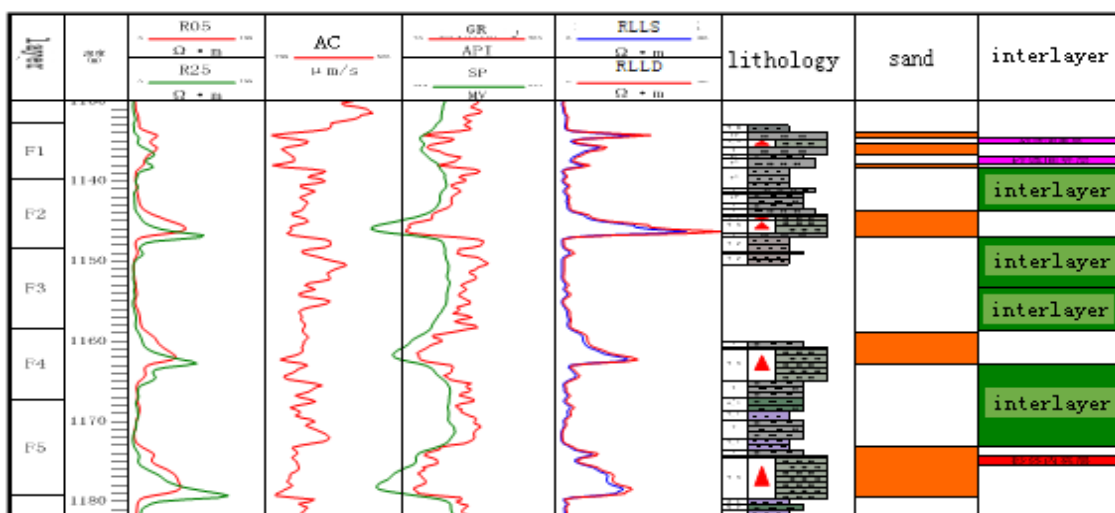 layer
R05
Ω • m
R25
Ω • m
AC
μ m/s
GR
API
SP
MV
RLLS
Ω • m
RLLD
Ω • m
lithology
sand
interlayer
F1
1140
interlayer
F2
1150
interlayer
F3
interlayer
1160
F4
interlayer
1170
F5
1180